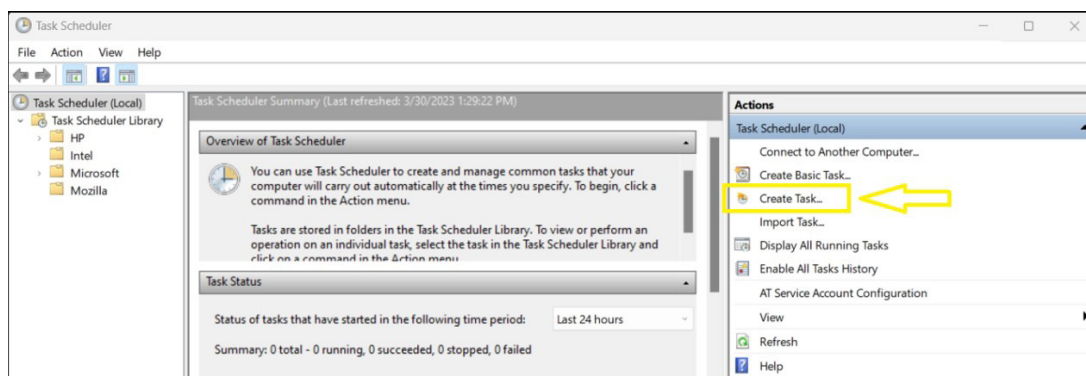 Task Scheduler
File Action View Help
Task Scheduler (Local)
Task Scheduler Library
HP
Intel
Microsoft
Mozilla
Task Scheduler Summary (Last refreshed: 3/30/2023 1:29:22 PM)
Overview of Task Scheduler
You can use Task Scheduler to create and manage common tasks that your
computer will carry out automatically at the times you specify. To begin, click a
command in the Action menu.
Tasks are stored in folders in the Task Scheduler Library. To view or perform an
operation on an individual task, select the task in the Task Scheduler Library and
click on a command in the Action menu.
Task Status
Status of tasks that have started in the following time period: Last 24 hours
Summary: 0 total - 0 running, 0 succeeded, 0 stopped, 0 failed
Actions
Task Scheduler (Local)
Connect to Another Computer...
Create Basic Task...
Create Task...
Import Task...
Display All Running Tasks
Enable All Tasks History
AT Service Account Configuration
View
Refresh
Help